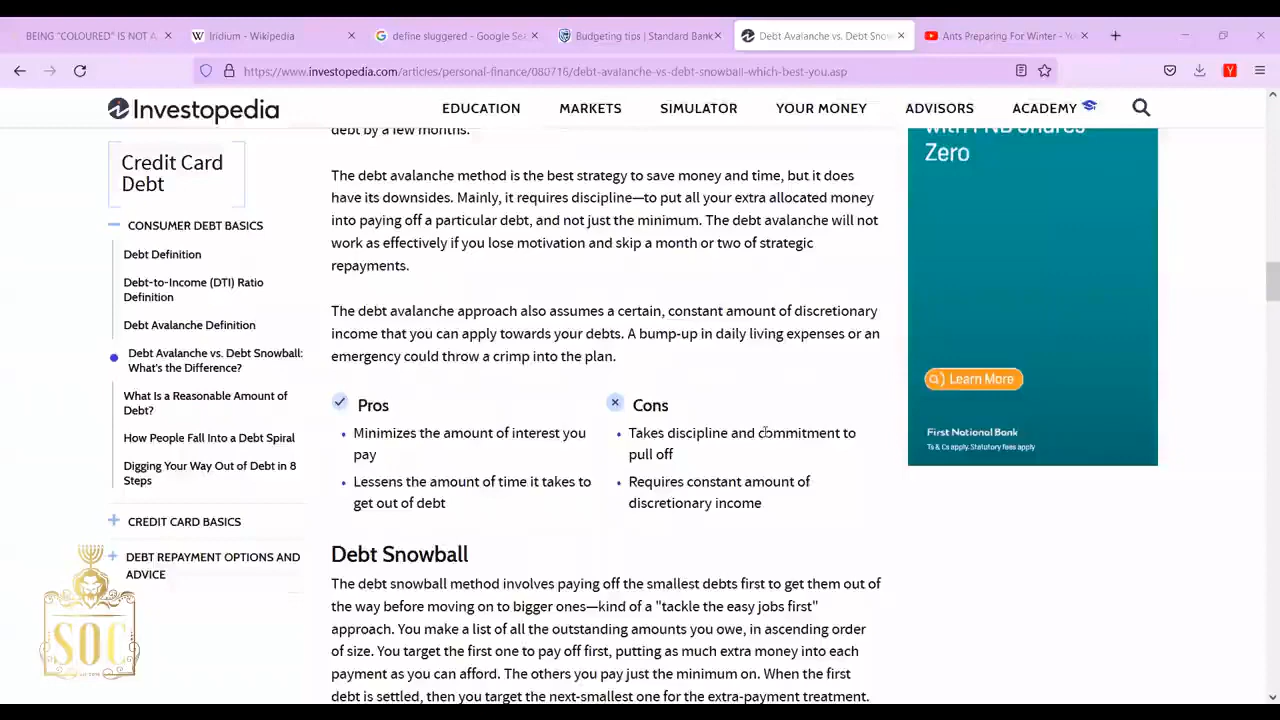 BEING "COLOURED" IS NOT A
Iridium - Wikipedia
define sluggered - Google Sea
Budgeting tips | Standard Bank
Debt Avalanche vs. Debt Snow
Ants Preparing For Winter - Yo
https://www.investopedia.com/articles/personal-finance/080716/debt-avalanche-vs-debt-snowball-which-best-you.asp
Investopedia
EDUCATION
MARKETS
SIMULATOR
YOUR MONEY
ADVISORS
ACADEMY
Credit Card
Debt
CONSUMER DEBT BASICS
Debt Definition
Debt-to-Income (DTI) Ratio
Definition
Debt Avalanche Definition
Debt Avalanche vs. Debt Snowball:
What's the Difference?
What Is a Reasonable Amount of
Debt?
How People Fall Into a Debt Spiral
Digging Your Way Out of Debt in 8
Steps
CREDIT CARD BASICS
DEBT REPAYMENT OPTIONS AND
ADVICE
debt by a few months.
The debt avalanche method is the best strategy to save money and time, but it does
have its downsides. Mainly, it requires discipline—to put all your extra allocated money
into paying off a particular debt, and not just the minimum. The debt avalanche will not
work as effectively if you lose motivation and skip a month or two of strategic
repayments.
The debt avalanche approach also assumes a certain, constant amount of discretionary
income that you can apply towards your debts. A bump-up in daily living expenses or an
emergency could throw a crimp into the plan.
Pros
Minimizes the amount of interest you
pay
Lessens the amount of time it takes to
get out of debt
Cons
Takes discipline and commitment to
pull off
Requires constant amount of
discretionary income
Debt Snowball
The debt snowball method involves paying off the smallest debts first to get them out of
the way before moving on to bigger ones—kind of a "tackle the easy jobs first"
approach. You make a list of all the outstanding amounts you owe, in ascending order
of size. You target the first one to pay off first, putting as much extra money into each
payment as you can afford. The others you pay just the minimum on. When the first
debt is settled, then you target the next-smallest one for the extra-payment treatment.
with FNB Shares
Zero
Learn More
First National Bank
Ts & Cs apply. Statutory fees apply
SOC